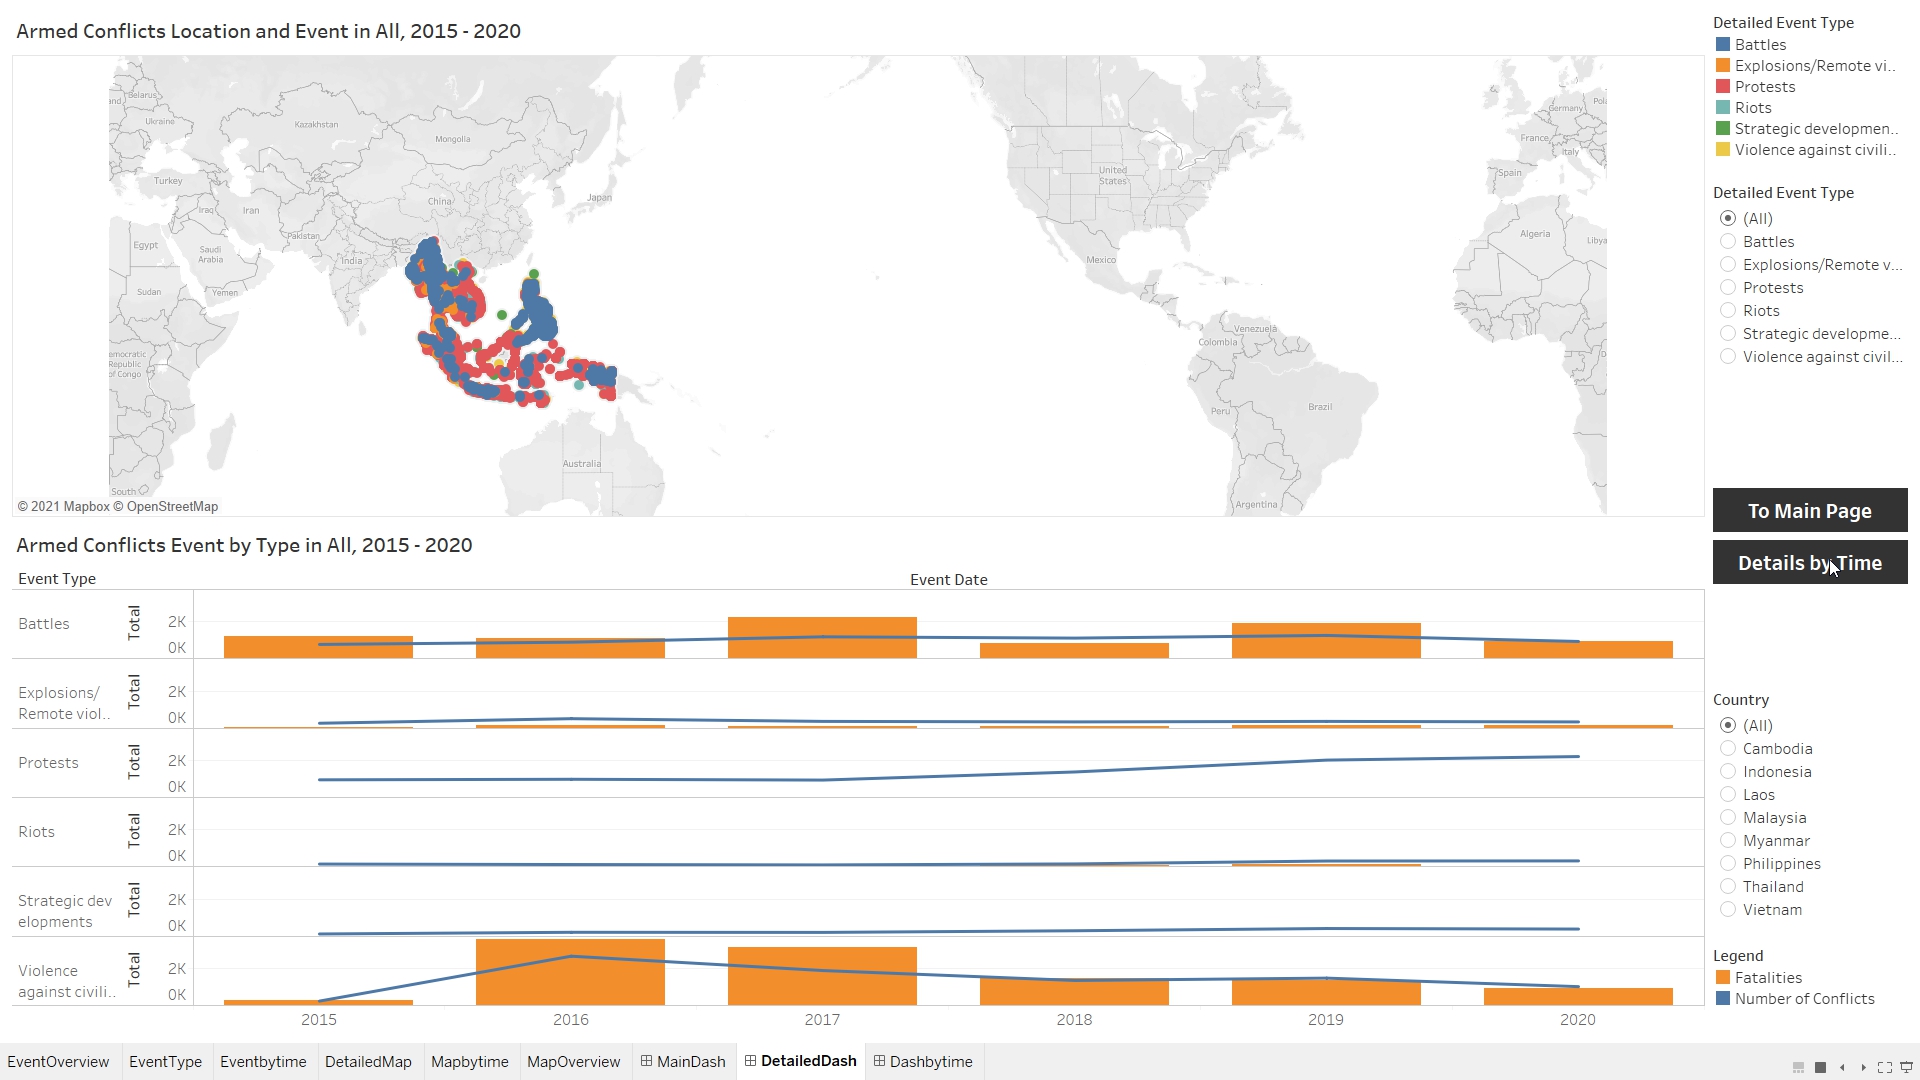 Armed Conflicts Location and Event in All, 2015 - 2020
Belarus
Ukraine
Kazakhstan
Mongolia
Turkey
China
Japan
Iraq
Iran
Pakistan
Egypt
Saudi
Arabia
India
Sudan
Yemen
emocratic
Republic
of Congo
Australia
South
United
States
Mexico
Venezuela
Colombia
Peru
Brazil
Argentina
Germany
Pol
France
Italy
Spain
Algeria
Libya
© 2021 Mapbox © OpenStreetMap
Detailed Event Type
Battles
Explosions/Remote vi..
Protests
Riots
Strategic developmen..
Violence against civili..
Detailed Event Type
(All)
Battles
Explosions/Remote v...
Protests
Riots
Strategic developme...
Violence against civil...
To Main Page
Details by Time
Armed Conflicts Event by Type in All, 2015 - 2020
Event Type
Event Date
Battles
Total
2K
0K
Explosions/
Remote viol..
Total
2K
0K
Protests
Total
2K
0K
Riots
Total
2K
0K
Strategic dev
elopments
Total
2K
0K
Violence
against civili..
Total
2K
0K
2015 2016 2017 2018 2019 2020
Country
(All)
Cambodia
Indonesia
Laos
Malaysia
Myanmar
Philippines
Thailand
Vietnam
Legend
Fatalities
Number of Conflicts
EventOverview EventType Eventbytime DetailedMap Mapbytime MapOverview MainDash DetailedDash Dashbytime